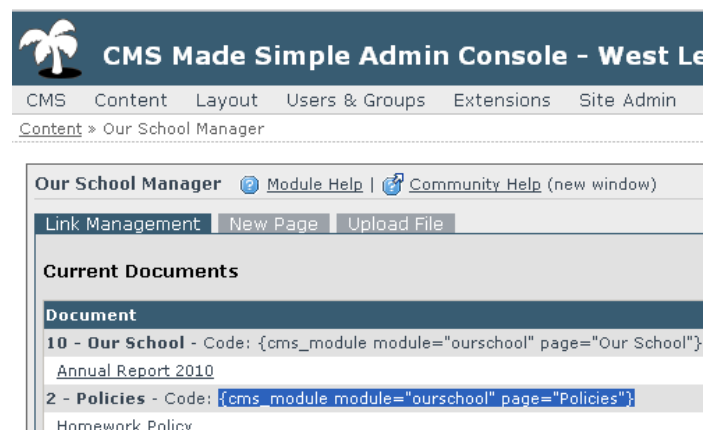 CMS Made Simple Admin Console - West Le
CMS Content Layout Users & Groups Extensions Site Admin
Content » Our School Manager
Our School Manager Module Help | Community Help (new window)
Link Management New Page Upload File
Current Documents
Document
10 - Our School - Code: {cms_module module="ourschool" page="Our School"}
Annual Report 2010
2 - Policies - Code: {cms_module module="ourschool" page="Policies"}
Homework Policy